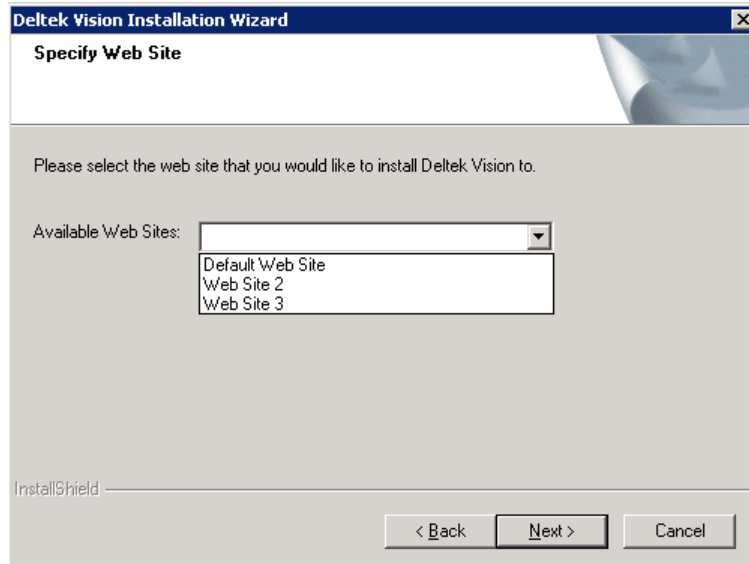 Deltek Vision Installation Wizard
Specify Web Site
Please select the web site that you would like to install Deltek Vision to.
Available Web Sites:
Default Web Site
Web Site 2
Web Site 3
InstallShield
< Back Next > Cancel